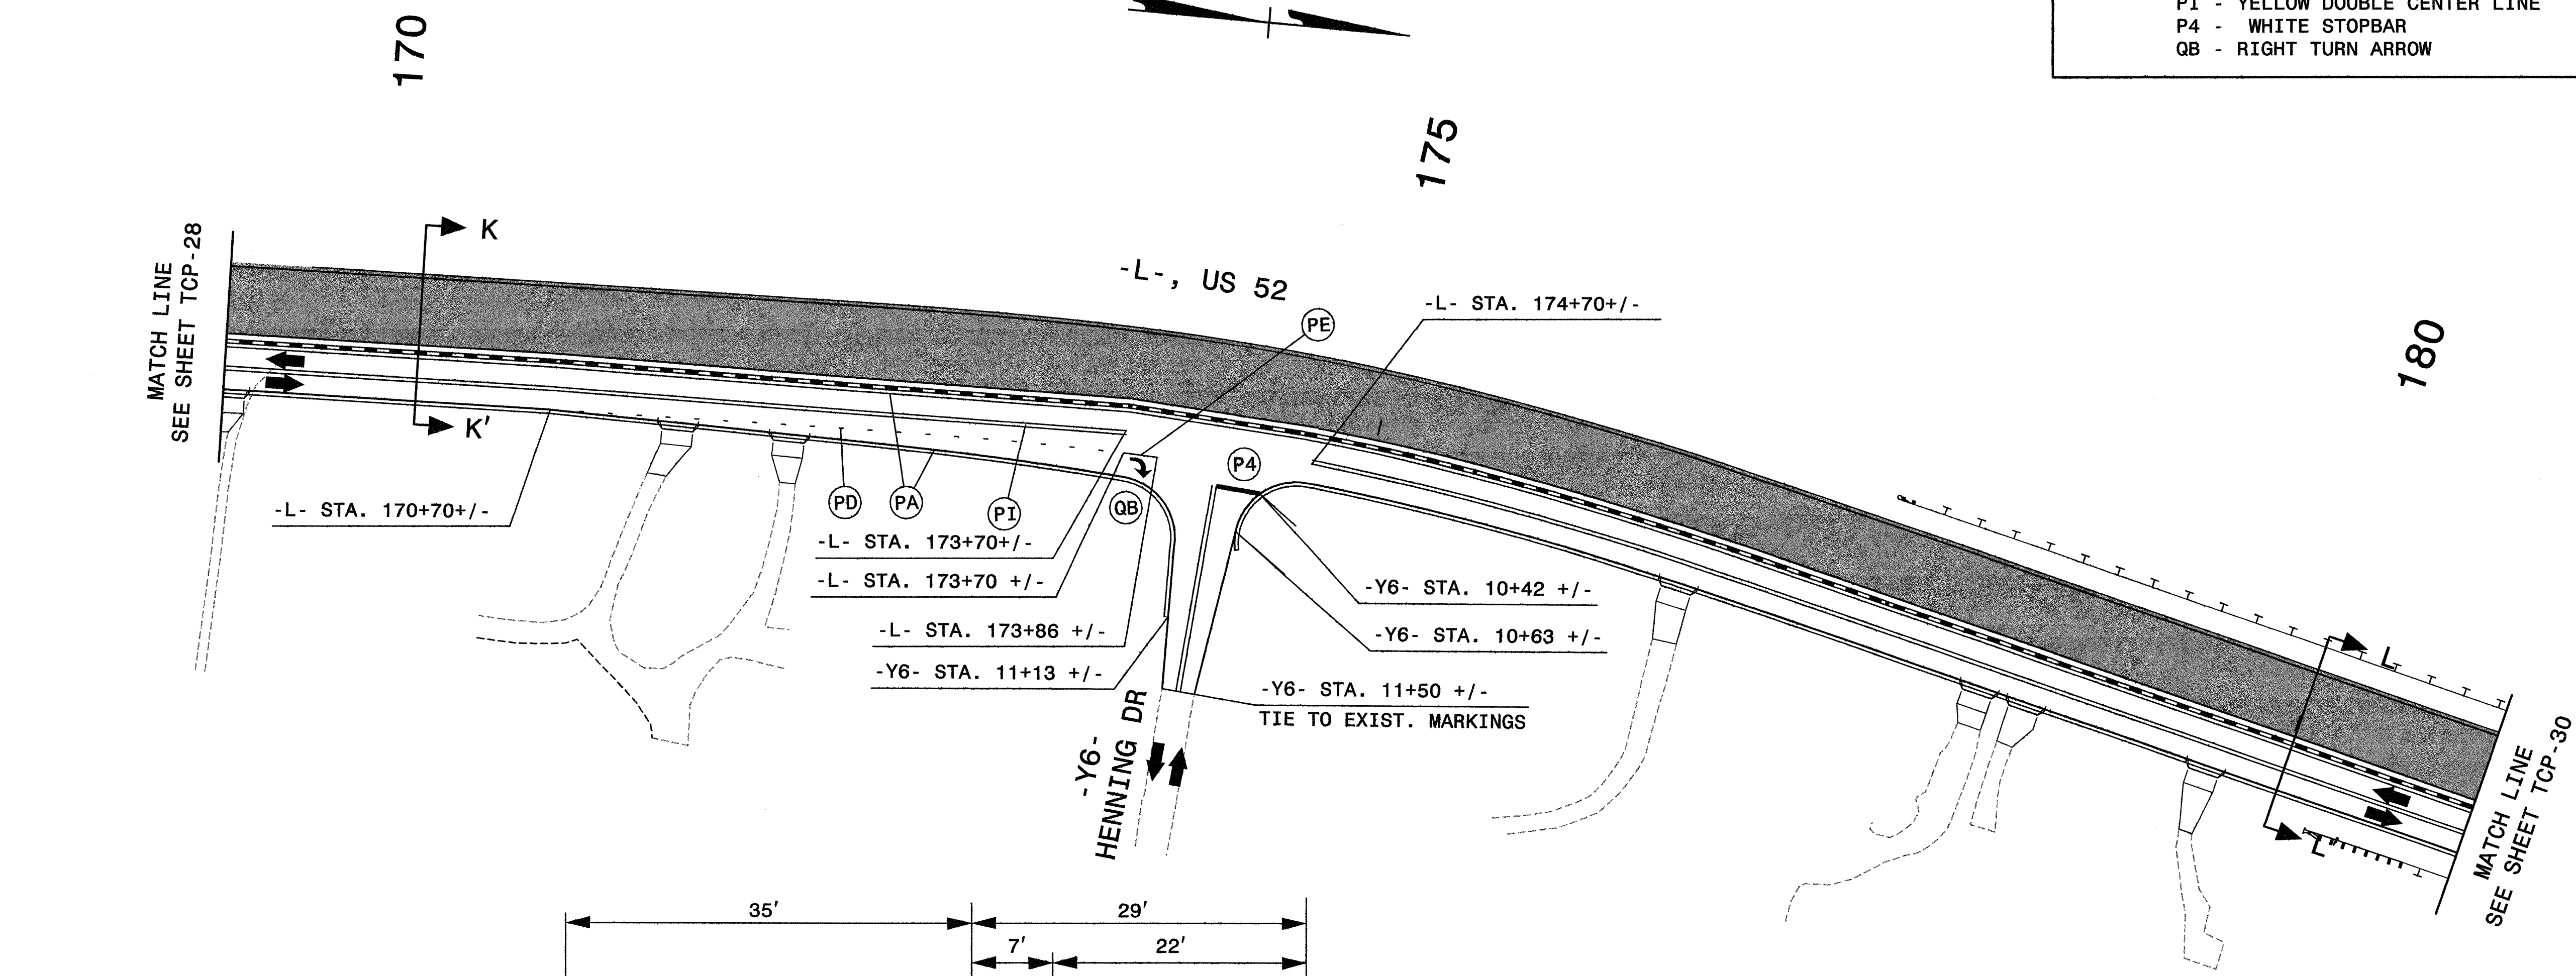 PI - YELLOW DOUBLE CENTER LINE
P4 - WHITE STOPBAR
QB - RIGHT TURN ARROW
170
175
180
K
K'
MATCH LINE
SEE SHEET TCP-28
-L-, US 52
PE
-L- STA. 174+70+/-
P4
-L- STA. 170+70+/-
PD
PA
PI
QB
-L- STA. 173+70+/-
-L- STA. 173+70 +/-
-L- STA. 173+86 +/-
-Y6- STA. 11+13 +/-
-Y6- STA. 10+42 +/-
-Y6- STA. 10+63 +/-
-Y6- STA. 11+50 +/-
TIE TO EXIST. MARKINGS
-Y6-
HENNING DR
L
L'
MATCH LINE
SEE SHEET TCP-30
35'
29'
7'
22'